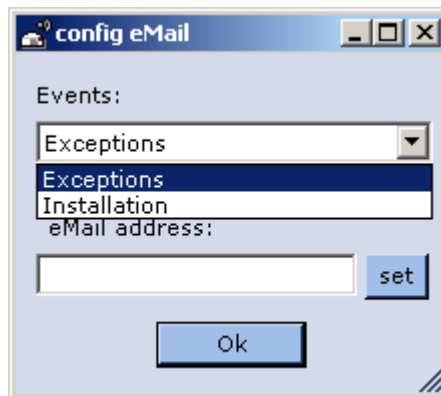 config eMail
Events:
Exceptions
Exceptions
Installation
eMail address:
set
Ok